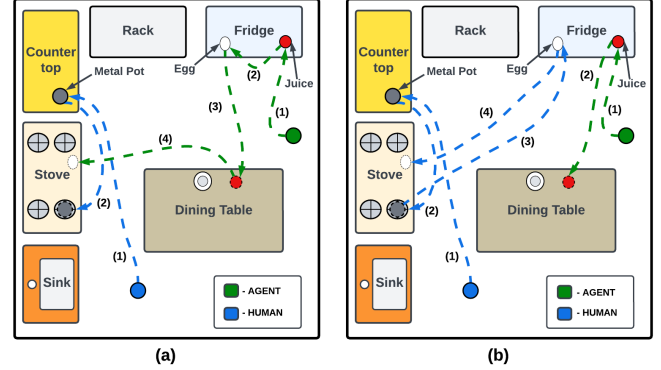 Rack
Fridge
Counter
top
Metal Pot
Egg
Juice
(2)
(1)
(3)
(4)
Stove
(2)
Dining Table
(1)
Sink
- AGENT
- HUMAN
(a)
Rack
Fridge
Counter
top
Metal Pot
Egg
Juice
(2)
(1)
(4)
(3)
Stove
(2)
Dining Table
(1)
Sink
- AGENT
- HUMAN
(b)